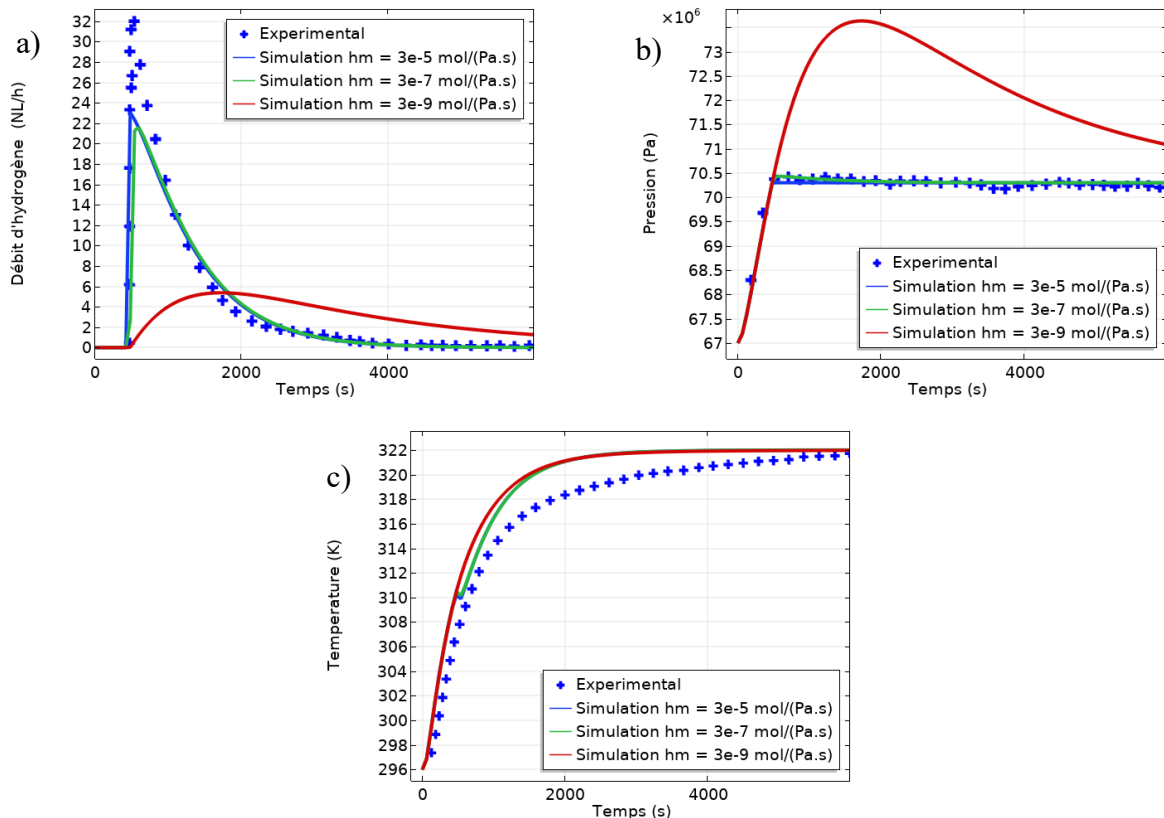 a)
Débit d'hydrogène (NL/h)
32
30
28
26
24
22
20
18
16
14
12
10
8
6
4
2
0
0
2000
4000
Temps (s)
Experimental
Simulation hm = 3e-5 mol/(Pa.s)
Simulation hm = 3e-7 mol/(Pa.s)
Simulation hm = 3e-9 mol/(Pa.s)
b)
×10⁶
Pression (Pa)
73.5
73
72.5
72
71.5
71
70.5
70
69.5
69
68.5
68
67.5
67
0
2000
4000
Temps (s)
Experimental
Simulation hm = 3e-5 mol/(Pa.s)
Simulation hm = 3e-7 mol/(Pa.s)
Simulation hm = 3e-9 mol/(Pa.s)
c)
Temperature (K)
322
320
318
316
314
312
310
308
306
304
302
300
298
296
0
2000
4000
Temps (s)
Experimental
Simulation hm = 3e-5 mol/(Pa.s)
Simulation hm = 3e-7 mol/(Pa.s)
Simulation hm = 3e-9 mol/(Pa.s)